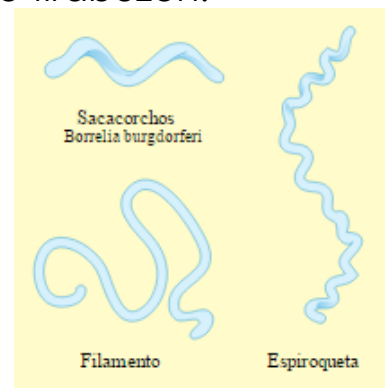 Sacacorchos
Borrelia burgdorferi
Filamento
Espiroqueta